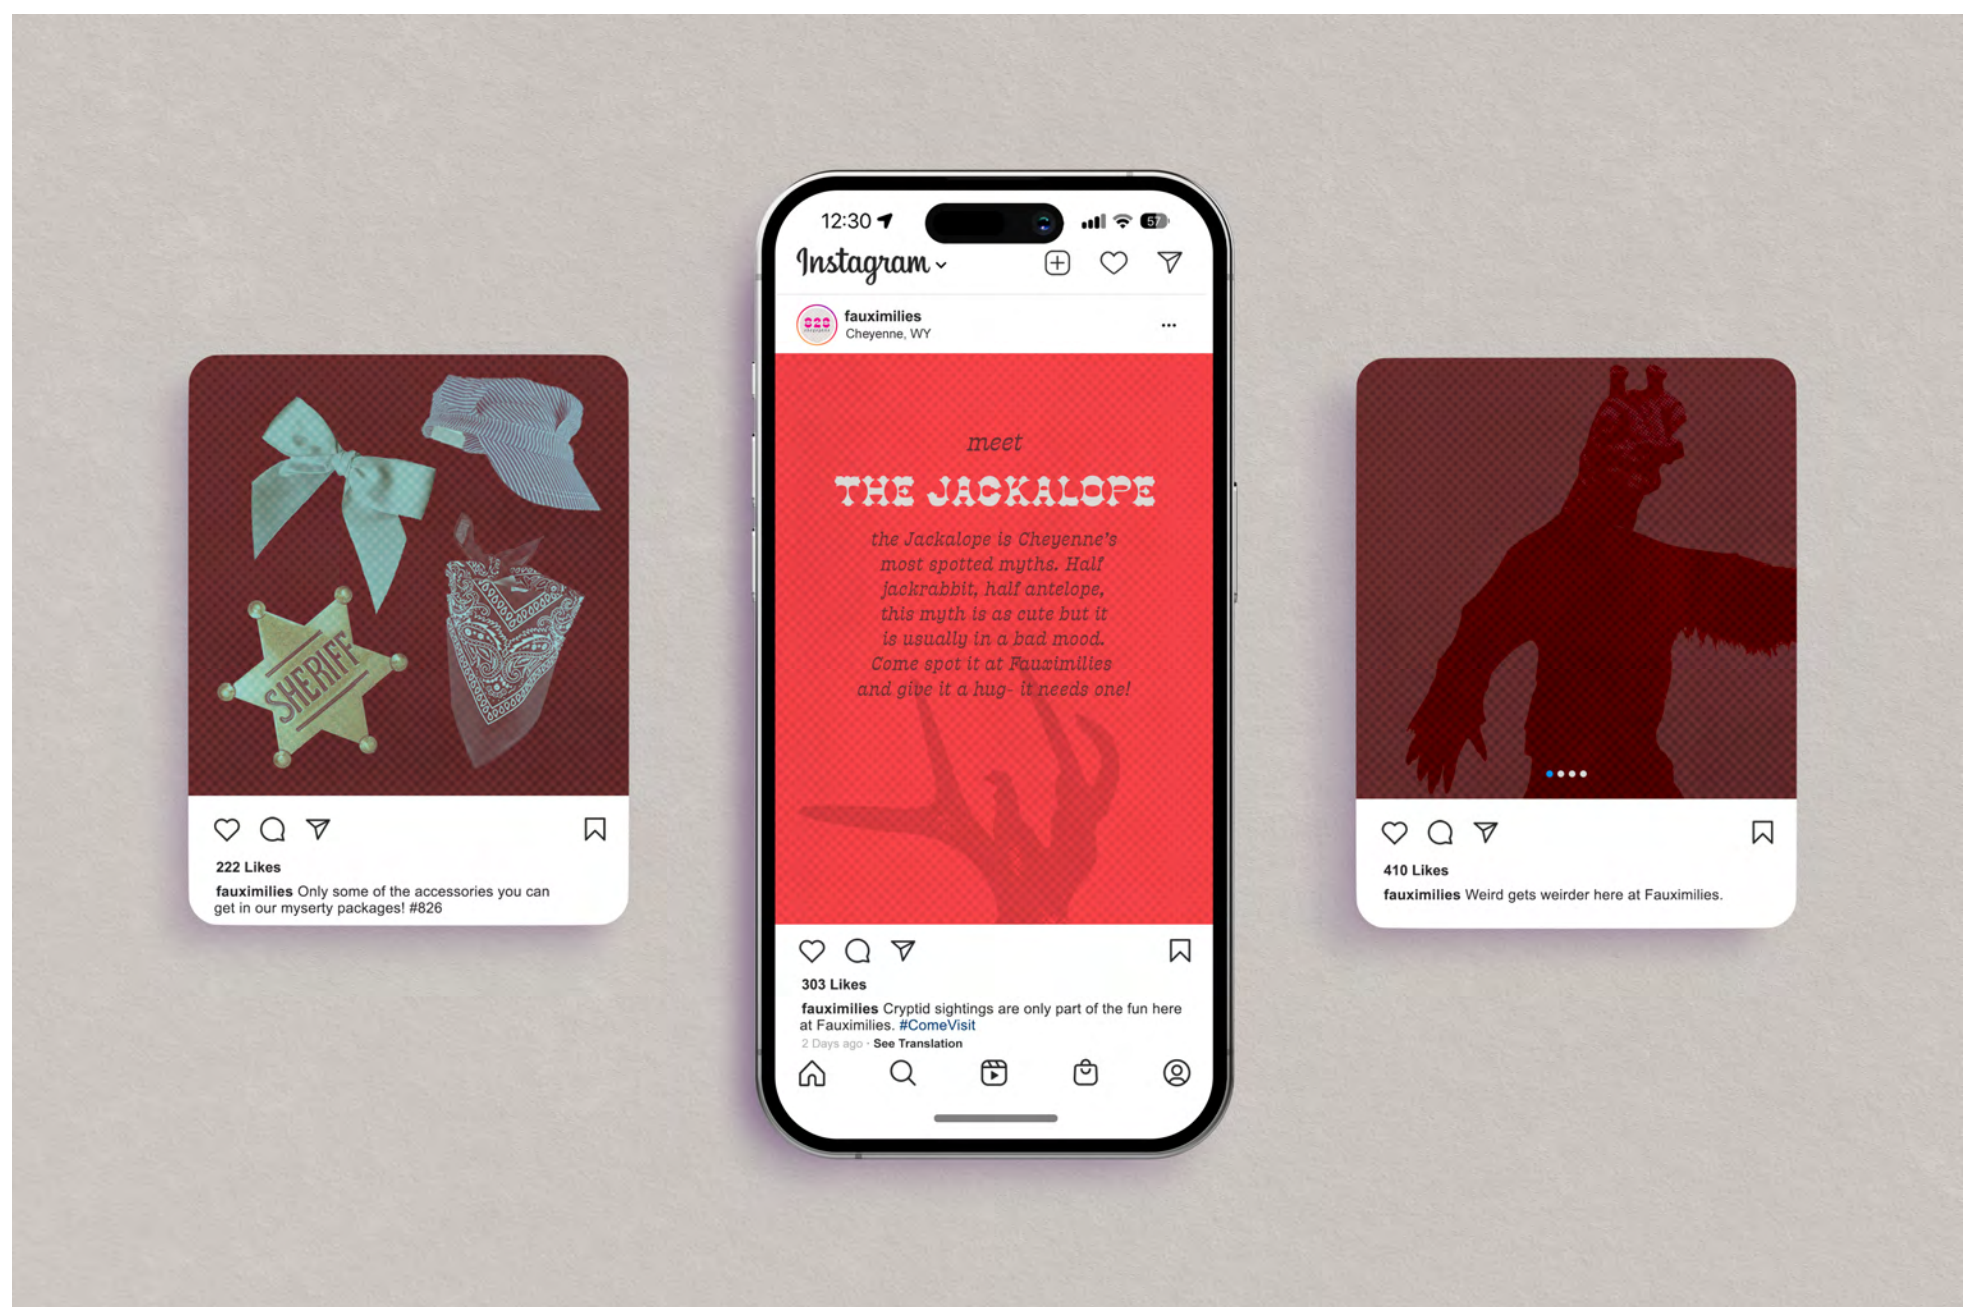 SHERIFF
222 Likes
fauximilies Only some of the accessories you can
get in our myserty packages! #826
12:30
57
Instagram
826
fauximilies
Cheyenne, WY
meet
THE JACKALOPE
the Jackalope is Cheyenne's
most spotted myths. Half
jackrabbit, half antelope,
this myth is as cute but it
is usually in a bad mood.
Come spot it at Fauximilies
and give it a hug- it needs one!
303 Likes
fauximilies Cryptid sightings are only part of the fun here
at Fauximilies. #ComeVisit
2 Days ago · See Translation
410 Likes
fauximilies Weird gets weirder here at Fauximilies.